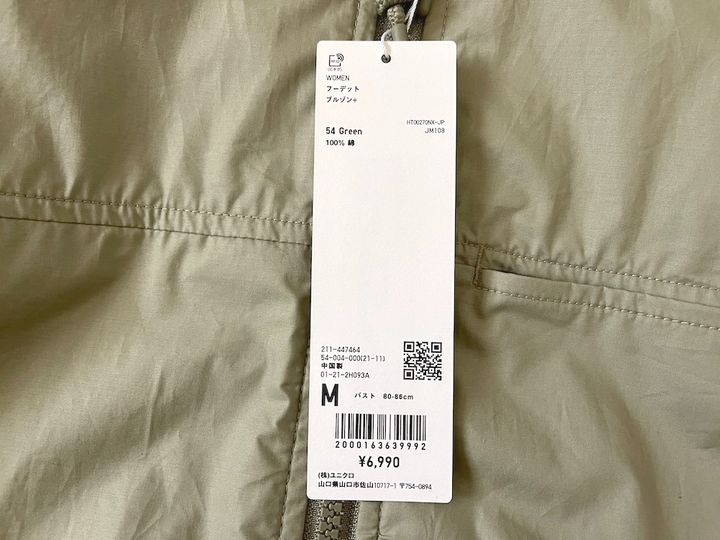 WOMEN
フーデット
ブルゾン+
HT00270NX-JP
54 Green
JM108
100% 綿
211-447464
54-004-000(21-11)
中国製
01-21-2H093A
M バスト 80-86cm
2000163639992
¥6,990
(株)ユニクロ
山口県山口市佐山10717-1 〒754-0894